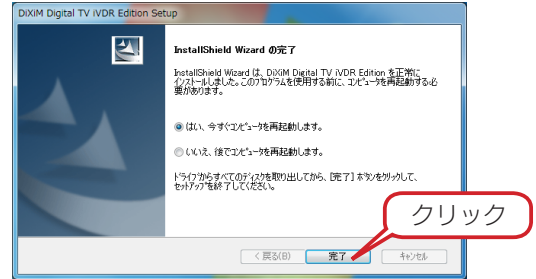 DiXiM Digital TV iVDR Edition Setup
InstallShield Wizard の完了
InstallShield Wizard は、DiXiM Digital TV iVDR Edition を正常に
インストールしました。このプログラムを使用する前に、コンピュータを再起動する必
要があります。
はい、今すぐコンピュータを再起動します。
いいえ、後でコンピュータを再起動します。
ドライブからすべてのディスクを取り出してから、[完了] ボタンをクリックして、
セットアップを終了してください。
クリック
< 戻る(B)
完了
キャンセル